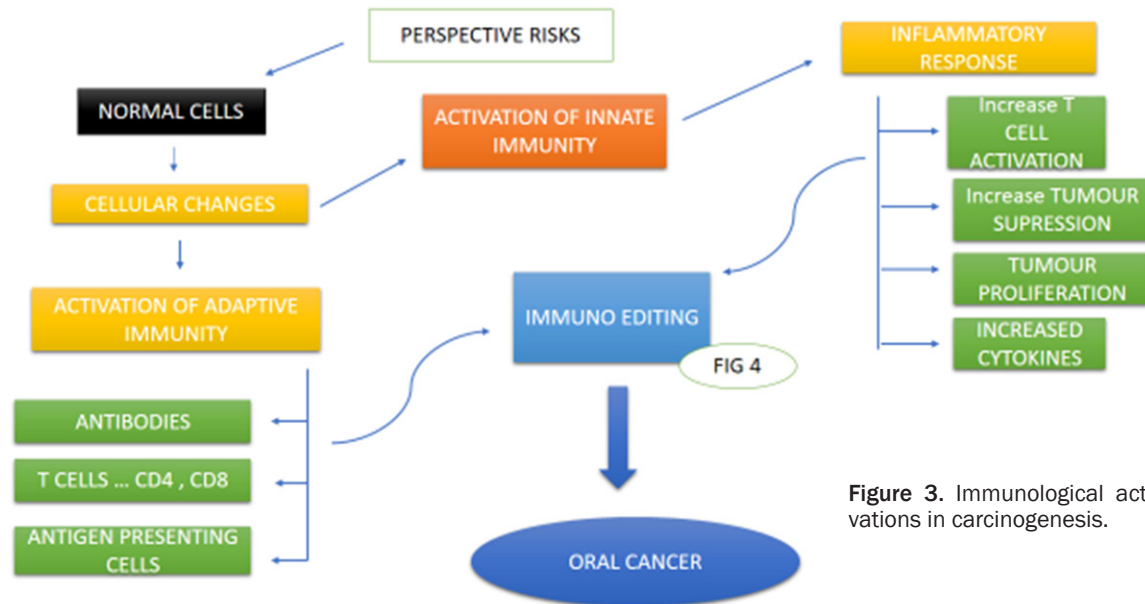 PERSPECTIVE RISKS
NORMAL CELLS
CELLULAR CHANGES
ACTIVATION OF ADAPTIVE
IMMUNITY
ANTIBODIES
T CELLS ... CD4 , CD8
ANTIGEN PRESENTING
CELLS
ACTIVATION OF INNATE
IMMUNITY
INFLAMMATORY
RESPONSE
Increase T
CELL
ACTIVATION
Increase TUMOUR
SUPRESSION
TUMOUR
PROLIFERATION
INCREASED
CYTOKINES
IMMUNO EDITING
FIG 4
ORAL CANCER
Figure 3. Immunological acti-
vations in carcinogenesis.